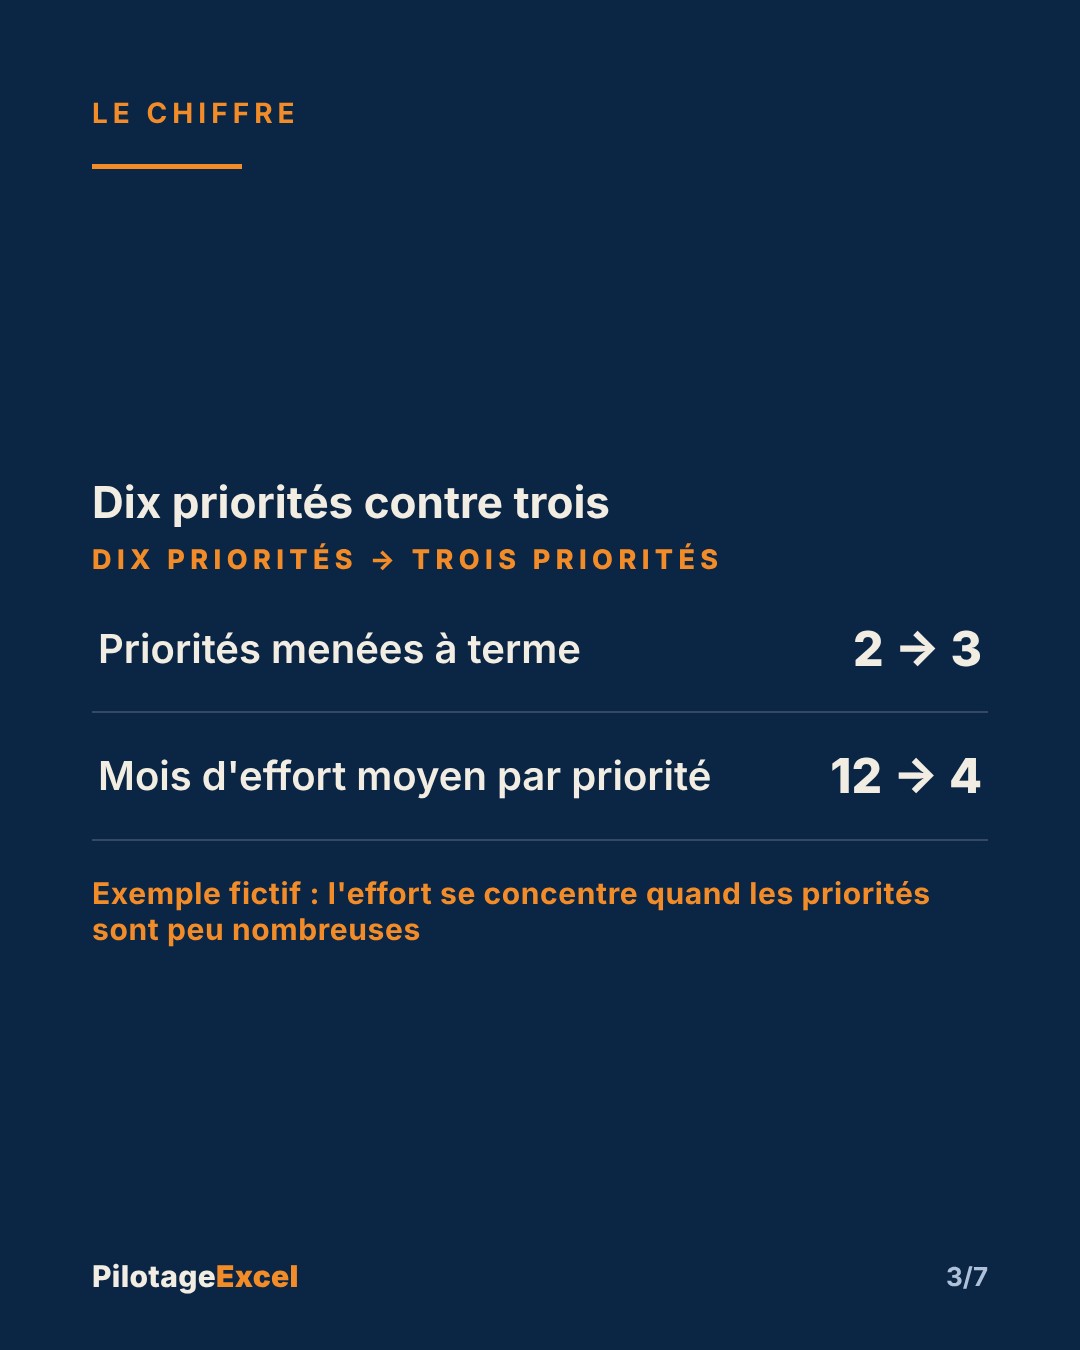 LE CHIFFRE
Dix priorités contre trois
DIX PRIORITÉS → TROIS PRIORITÉS
Priorités menées à terme 2 → 3
Mois d'effort moyen par priorité 12 → 4
Exemple fictif : l'effort se concentre quand les priorités
sont peu nombreuses
PilotageExcel 3/7